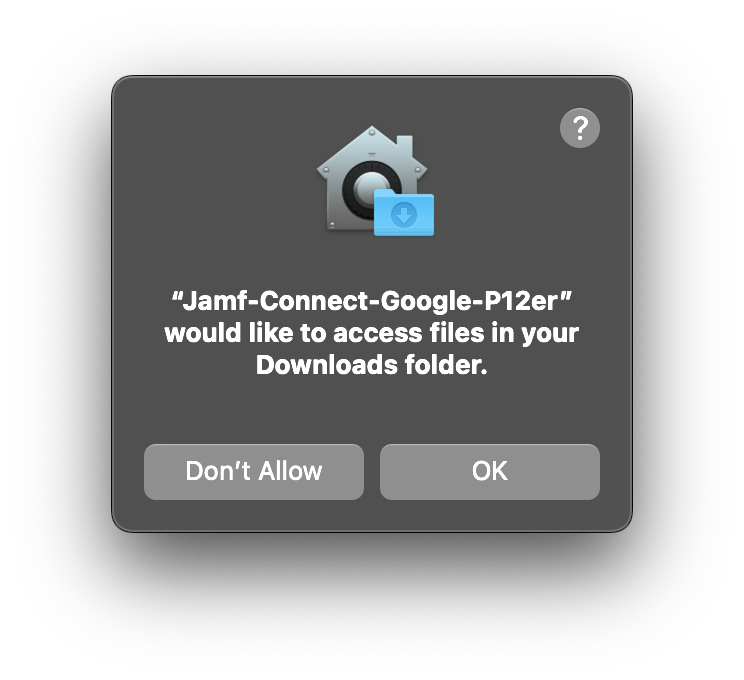 ?
“Jamf-Connect-Google-P12er”
would like to access files in your
Downloads folder.
Don’t Allow
OK